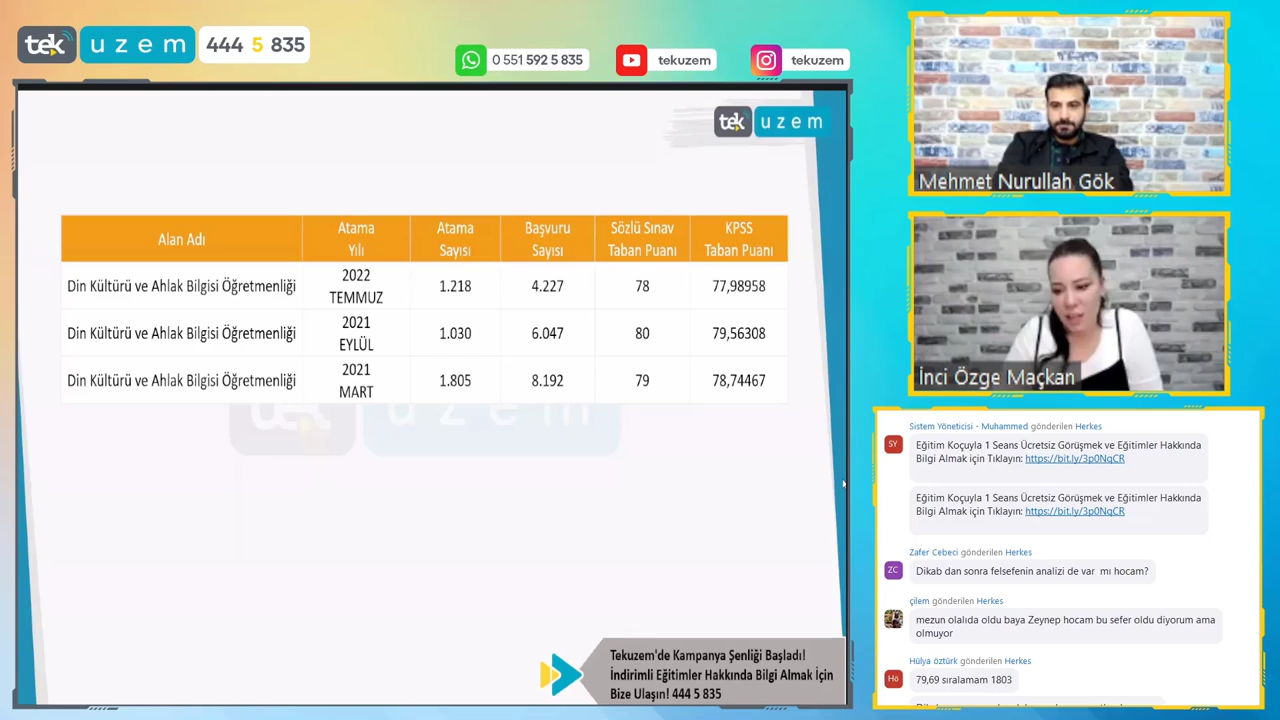 tek uzem 444 5 835
0 551 592 5 835
tekuzem
tekuzem
tek uzem
Alan Adı
Atama Yılı
Atama Sayısı
Başvuru Sayısı
Sözlü Sınav Taban Puanı
KPSS Taban Puanı
Din Kültürü ve Ahlak Bilgisi Öğretmenliği 2022 TEMMUZ 1.218 4.227 78 77,98958
Din Kültürü ve Ahlak Bilgisi Öğretmenliği 2021 EYLÜL 1.030 6.047 80 79,56308
Din Kültürü ve Ahlak Bilgisi Öğretmenliği 2021 MART 1.805 8.192 79 78,74467
tek uzem
Tekuzem'de Kampanya Şenliği Başladı!
İndirimli Eğitimler Hakkında Bilgi Almak İçin
Bize Ulaşın! 444 5 835
Mehmet Nurullah Gök
İnci Özge Maçkan
Sistem Yöneticisi - Muhammed gönderilen Herkes
SY
Eğitim Koçuyla 1 Seans Ücretsiz Görüşmek ve Eğitimler Hakkında
Bilgi Almak için Tıklayın: https://bit.ly/3p0NqCR
Eğitim Koçuyla 1 Seans Ücretsiz Görüşmek ve Eğitimler Hakkında
Bilgi Almak için Tıklayın: https://bit.ly/3p0NqCR
Zafer Cebeci gönderilen Herkes
ZC
Dikab dan sonra felsefenin analizi de var mı hocam?
çilem gönderilen Herkes
mezun olalıda oldu baya Zeynep hocam bu sefer oldu diyorum ama
olmuyor
Hülya öztürk gönderilen Herkes
Hö
79,69 sıralamam 1803